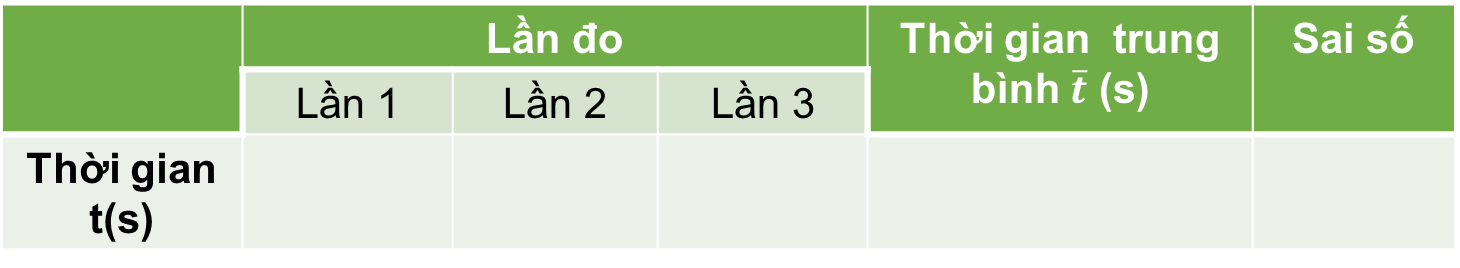 Lần đo
Thời gian trung
bình t̄ (s)
Sai số
Lần 1
Lần 2
Lần 3
Thời gian
t(s)